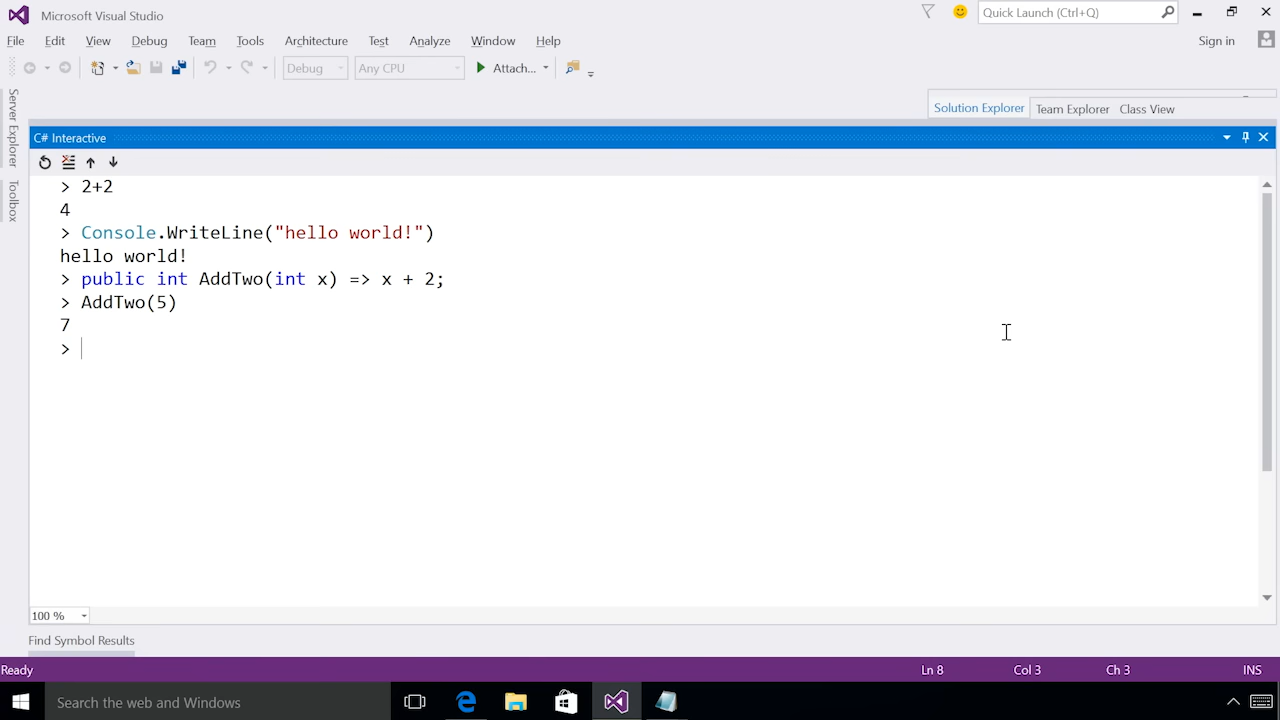 Microsoft Visual Studio
Quick Launch (Ctrl+Q)
File Edit View Debug Team Tools Architecture Test Analyze Window Help
Sign in
Debug Any CPU Attach...
Server Explorer
Toolbox
Solution Explorer Team Explorer Class View
C# Interactive
> 2+2
4
> Console.WriteLine("hello world!")
hello world!
> public int AddTwo(int x) => x + 2;
> AddTwo(5)
7
>
100 %
Find Symbol Results
Ready Ln 8 Col 3 Ch 3 INS
Search the web and Windows